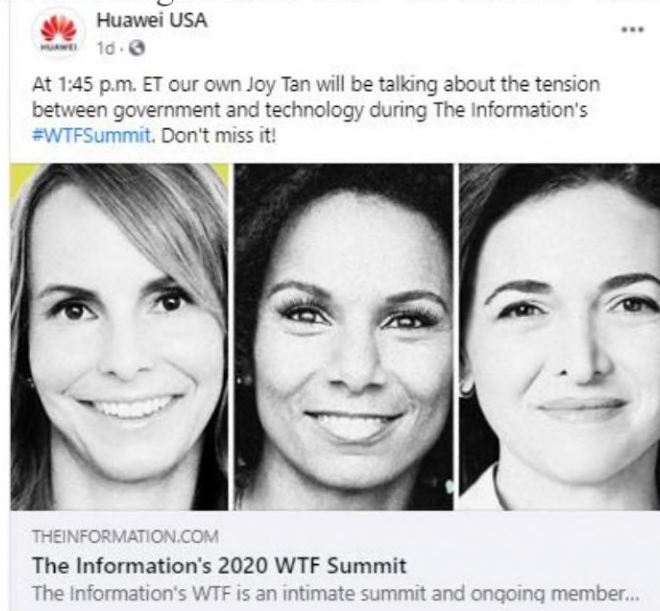 Huawei USA
HUAWEI
1d ·
At 1:45 p.m. ET our own Joy Tan will be talking about the tension
between government and technology during The Information's
#WTFSummit. Don't miss it!
THEINFORMATION.COM
The Information's 2020 WTF Summit
The Information's WTF is an intimate summit and ongoing member...